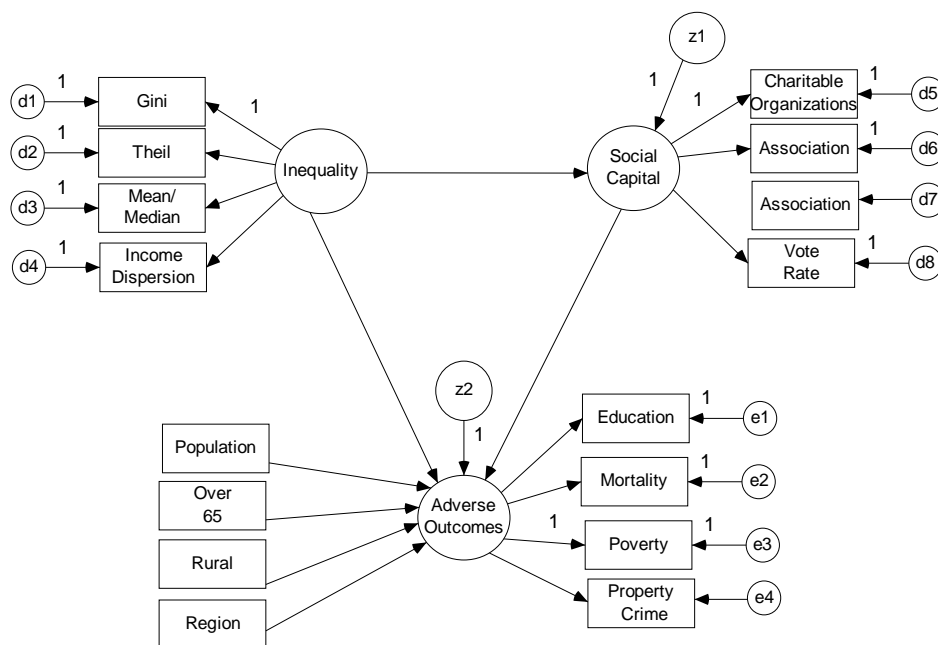 z1
1
1
d1
Gini
1
1
d2
Theil
Inequality
1
d3
Mean/
Median
1
d4
Income
Dispersion
Social
Capital
1
Charitable
Organizations
1
d5
Association
1
d6
Association
d7
Vote
Rate
1
d8
z2
1
Population
Over
65
Rural
Region
Adverse
Outcomes
Education
1
e1
Mortality
1
e2
1
Poverty
1
e3
Property
Crime
e4